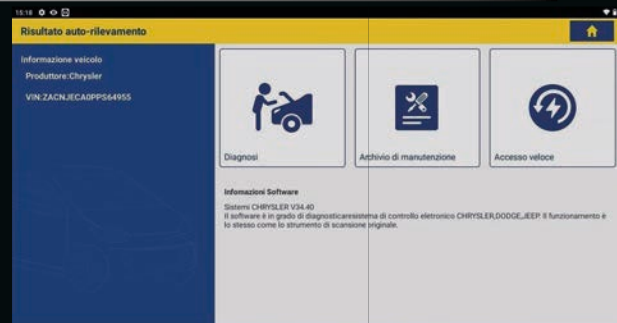 15:18
Risultato auto-rilevamento
Informazione veicolo
Produttore:Chrysler
VIN:ZACNJECA0PPS64955
Diagnosi
Archivio di manutenzione
Accesso veloce
Infomazioni Software
Sistemi CHRYSLER V34.40
Il software è in grado di diagnosticaresistema di controllo eletronico CHRYSLER,DODGE,JEEP. Il funzionamento è
lo stesso come lo strumento di scansione originale.